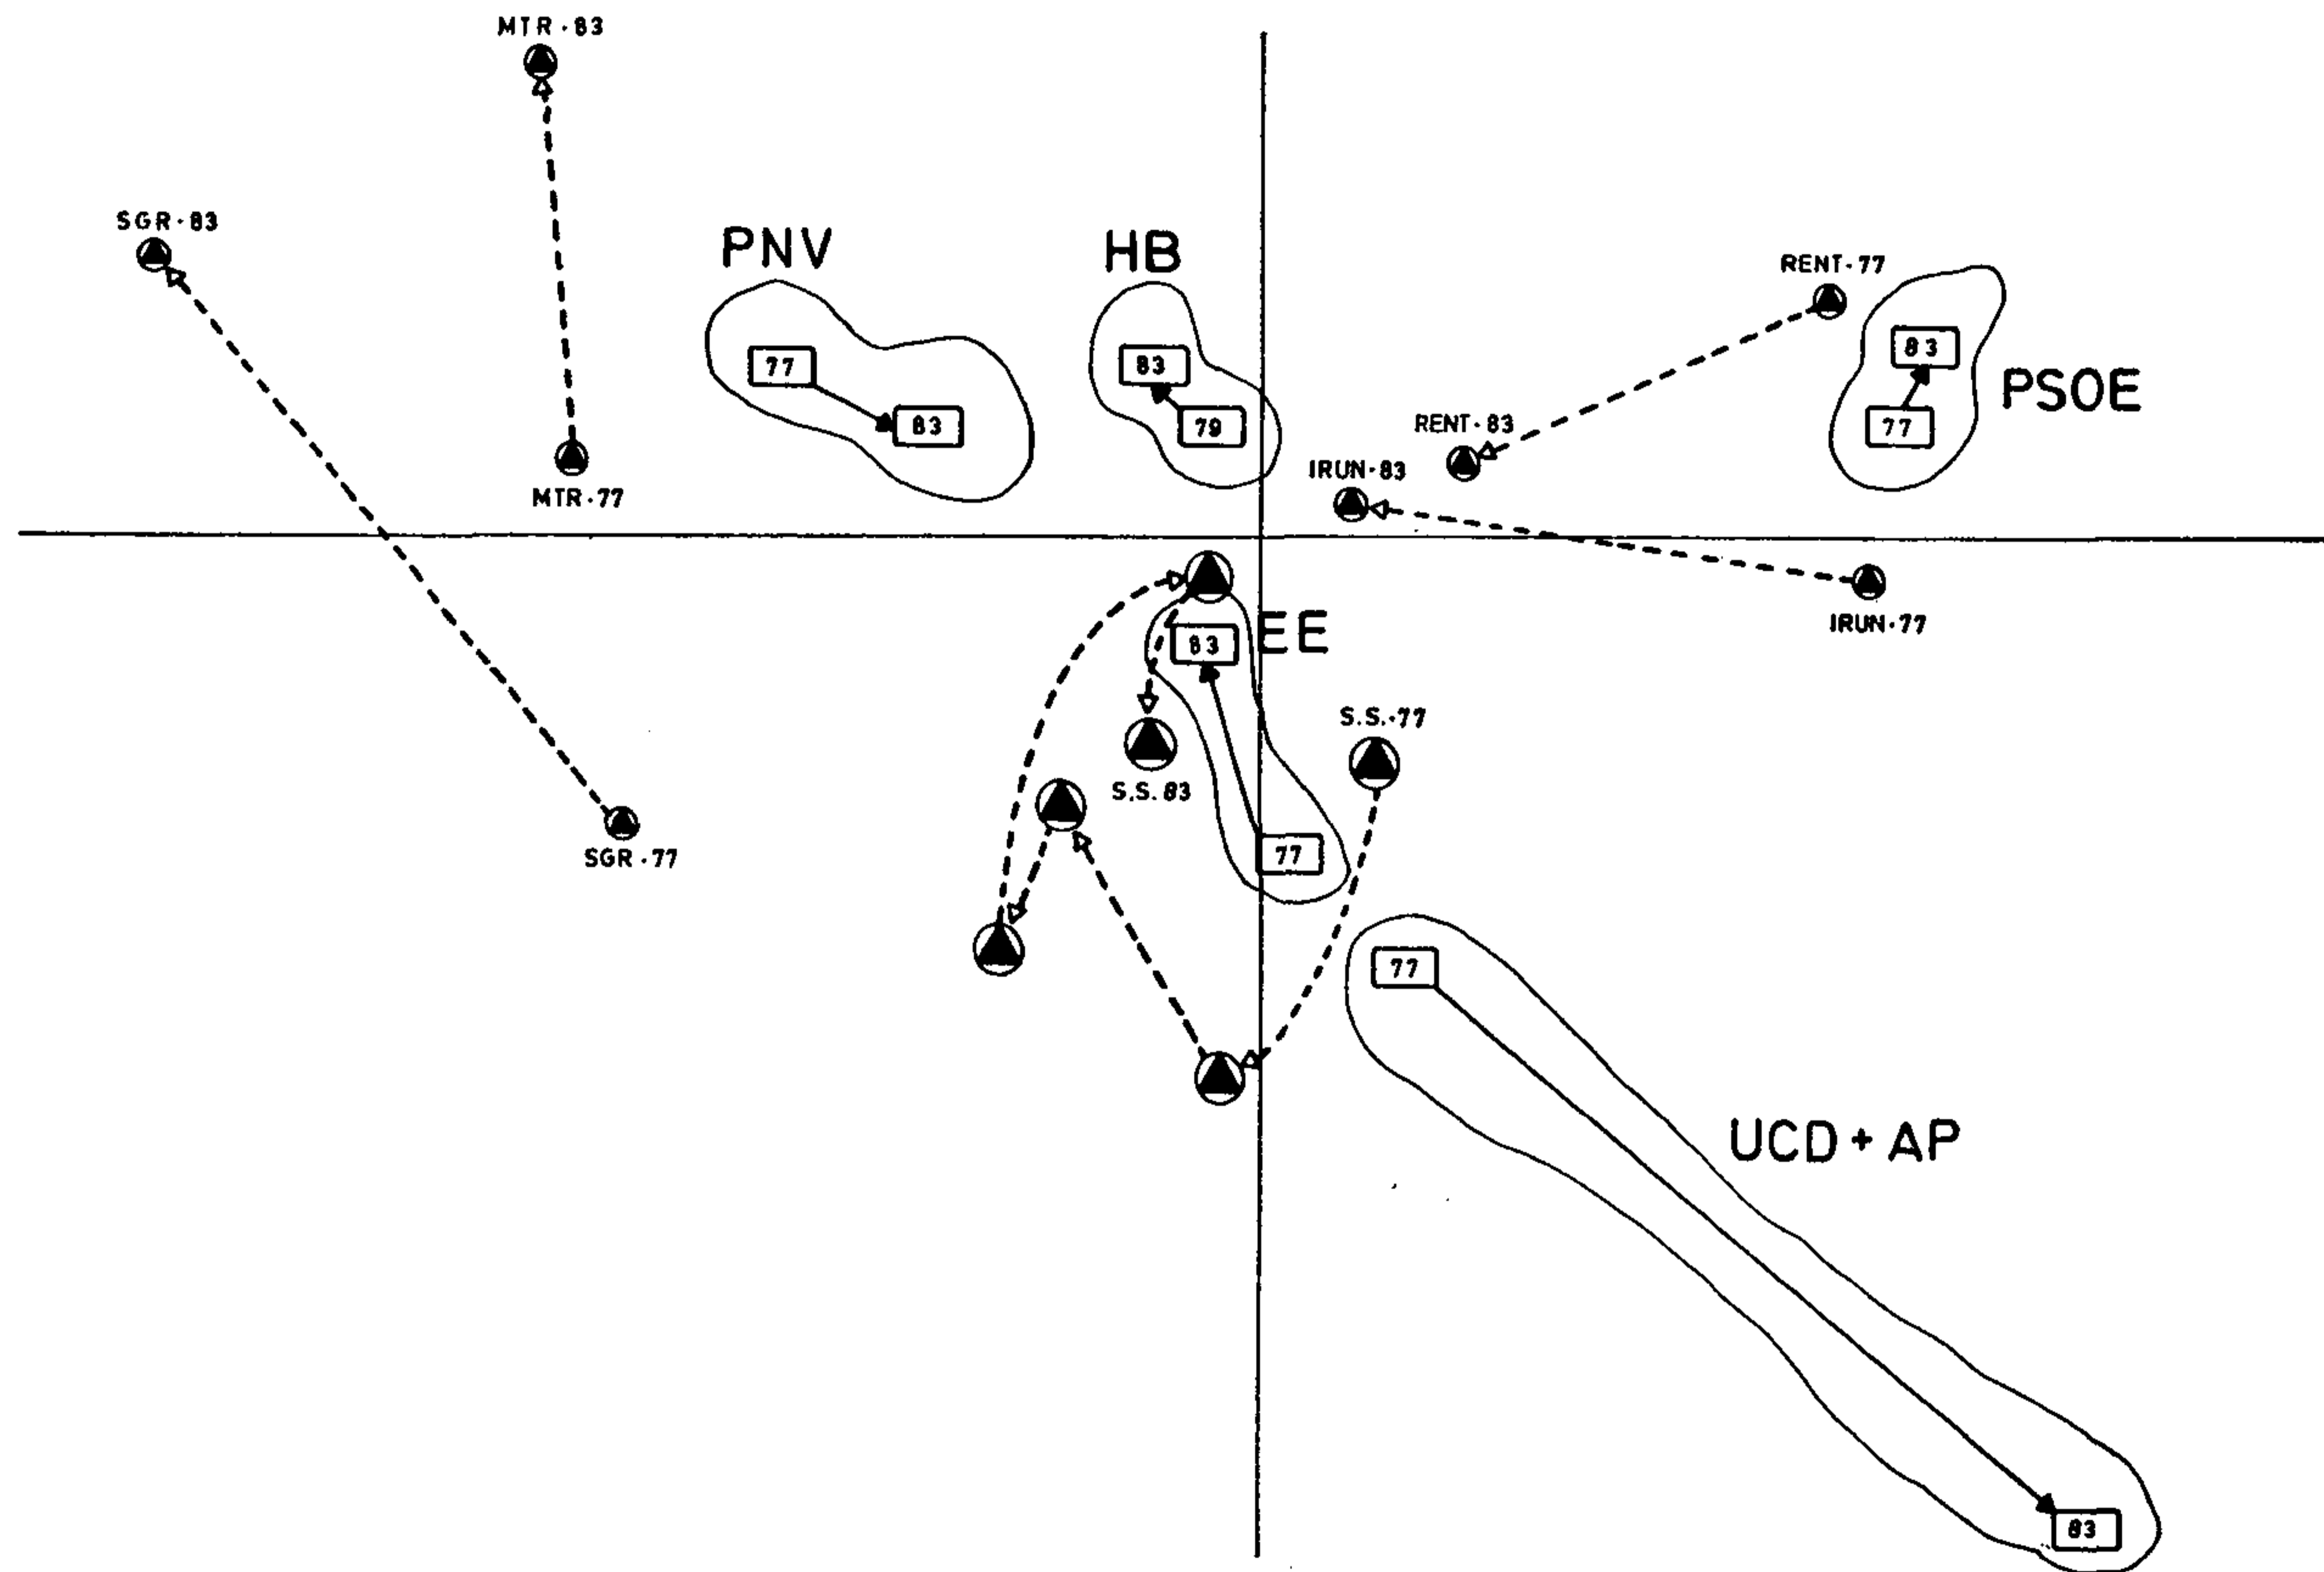 MTR·83
SGR·83
PNV
HB
RENT·77
77
83
83
PSOE
83
79
RENT·83
77
IRUN·83
MTR·77
IRUN·77
EE
83
S.S.·77
S.S.83
SGR·77
77
77
UCD + AP
83